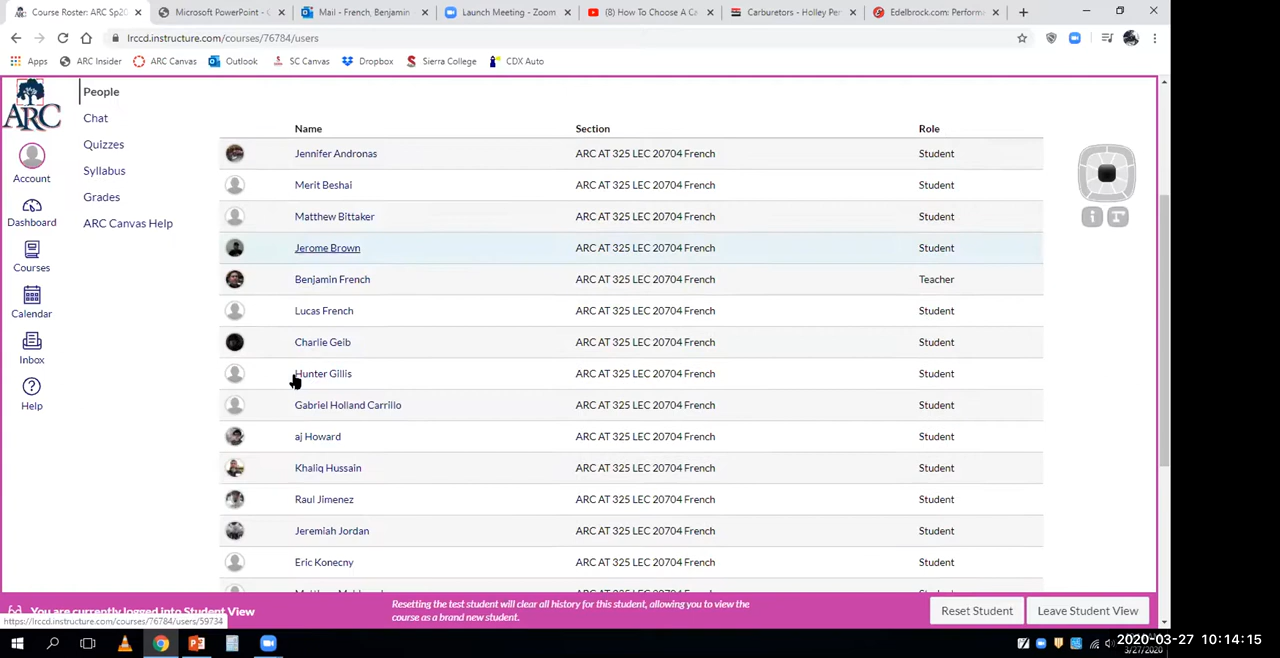 Course Roster: ARC Sp20 Microsoft PowerPoint - C Mail - French, Benjamin Launch Meeting - Zoom (8) How To Choose A Ca Carburetors - Holley Per Edelbrock.com: Perform
lrccd.instructure.com/courses/76784/users
Apps ARC Insider ARC Canvas Outlook SC Canvas Dropbox Sierra College CDX Auto
ARC
Account
Dashboard
Courses
Calendar
Inbox
Help
People
Chat
Quizzes
Syllabus
Grades
ARC Canvas Help
Name Section Role
Jennifer Andronas ARC AT 325 LEC 20704 French Student
Merit Beshai ARC AT 325 LEC 20704 French Student
Matthew Bittaker ARC AT 325 LEC 20704 French Student
Jerome Brown ARC AT 325 LEC 20704 French Student
Benjamin French ARC AT 325 LEC 20704 French Teacher
Lucas French ARC AT 325 LEC 20704 French Student
Charlie Geib ARC AT 325 LEC 20704 French Student
Hunter Gillis ARC AT 325 LEC 20704 French Student
Gabriel Holland Carrillo ARC AT 325 LEC 20704 French Student
aj Howard ARC AT 325 LEC 20704 French Student
Khaliq Hussain ARC AT 325 LEC 20704 French Student
Raul Jimenez ARC AT 325 LEC 20704 French Student
Jeremiah Jordan ARC AT 325 LEC 20704 French Student
Eric Konecny ARC AT 325 LEC 20704 French Student
You are currently logged into Student View
Resetting the test student will clear all history for this student, allowing you to view the
course as a brand new student.
Reset Student Leave Student View
https://lrccd.instructure.com/courses/76784/users/59734
2020-03-27 10:14:15
3/27/2020